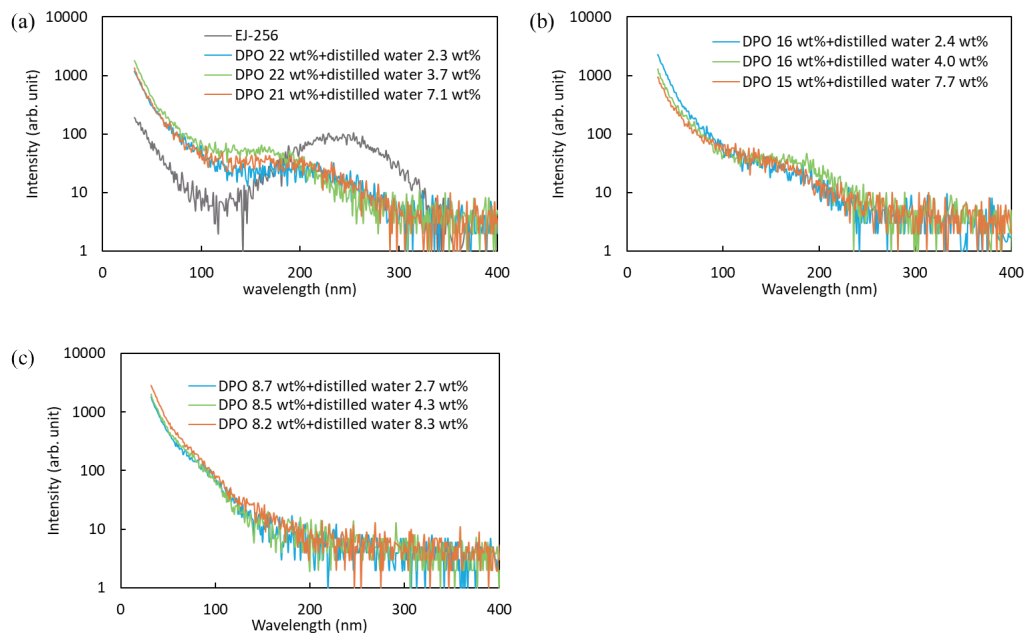 (a)
10000
1000
100
10
1
Intensity (arb. unit)
EJ-256
DPO 22 wt%+distilled water 2.3 wt%
DPO 22 wt%+distilled water 3.7 wt%
DPO 21 wt%+distilled water 7.1 wt%
0 100 200 300 400
wavelength (nm)
(b)
10000
1000
100
10
1
Intensity (arb. unit)
DPO 16 wt%+distilled water 2.4 wt%
DPO 16 wt%+distilled water 4.0 wt%
DPO 15 wt%+distilled water 7.7 wt%
0 100 200 300 400
Wavelength (nm)
(c)
10000
1000
100
10
1
Intensity (arb. unit)
DPO 8.7 wt%+distilled water 2.7 wt%
DPO 8.5 wt%+distilled water 4.3 wt%
DPO 8.2 wt%+distilled water 8.3 wt%
0 100 200 300 400
Wavelength (nm)